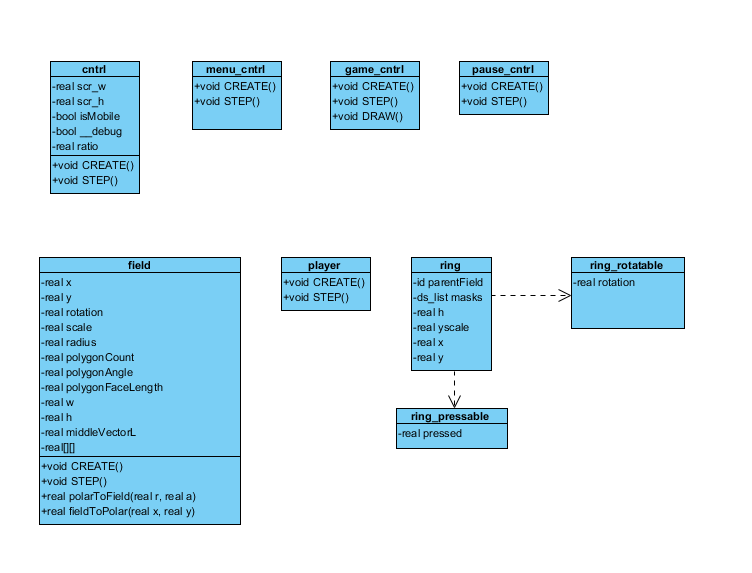 cntrl
-real scr_w
-real scr_h
-bool isMobile
-bool __debug
-real ratio
+void CREATE()
+void STEP()
menu_cntrl
+void CREATE()
+void STEP()
game_cntrl
+void CREATE()
+void STEP()
+void DRAW()
pause_cntrl
+void CREATE()
+void STEP()
field
-real x
-real y
-real rotation
-real scale
-real radius
-real polygonCount
-real polygonAngle
-real polygonFaceLength
-real w
-real h
-real middleVectorL
-real[][]
+void CREATE()
+void STEP()
+real polarToField(real r, real a)
+real fieldToPolar(real x, real y)
player
+void CREATE()
+void STEP()
ring
-id parentField
-ds_list masks
-real h
-real yscale
-real x
-real y
ring_rotatable
-real rotation
ring_pressable
-real pressed